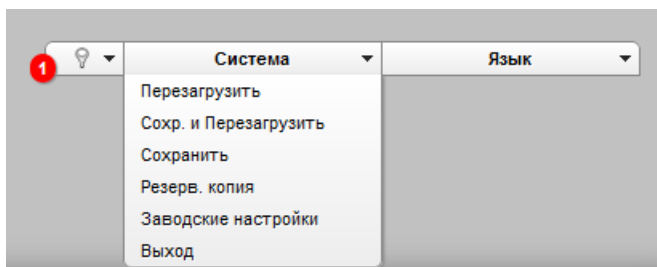 1
Система
Язык
Перезагрузить
Сохр. и Перезагрузить
Сохранить
Резерв. копия
Заводские настройки
Выход